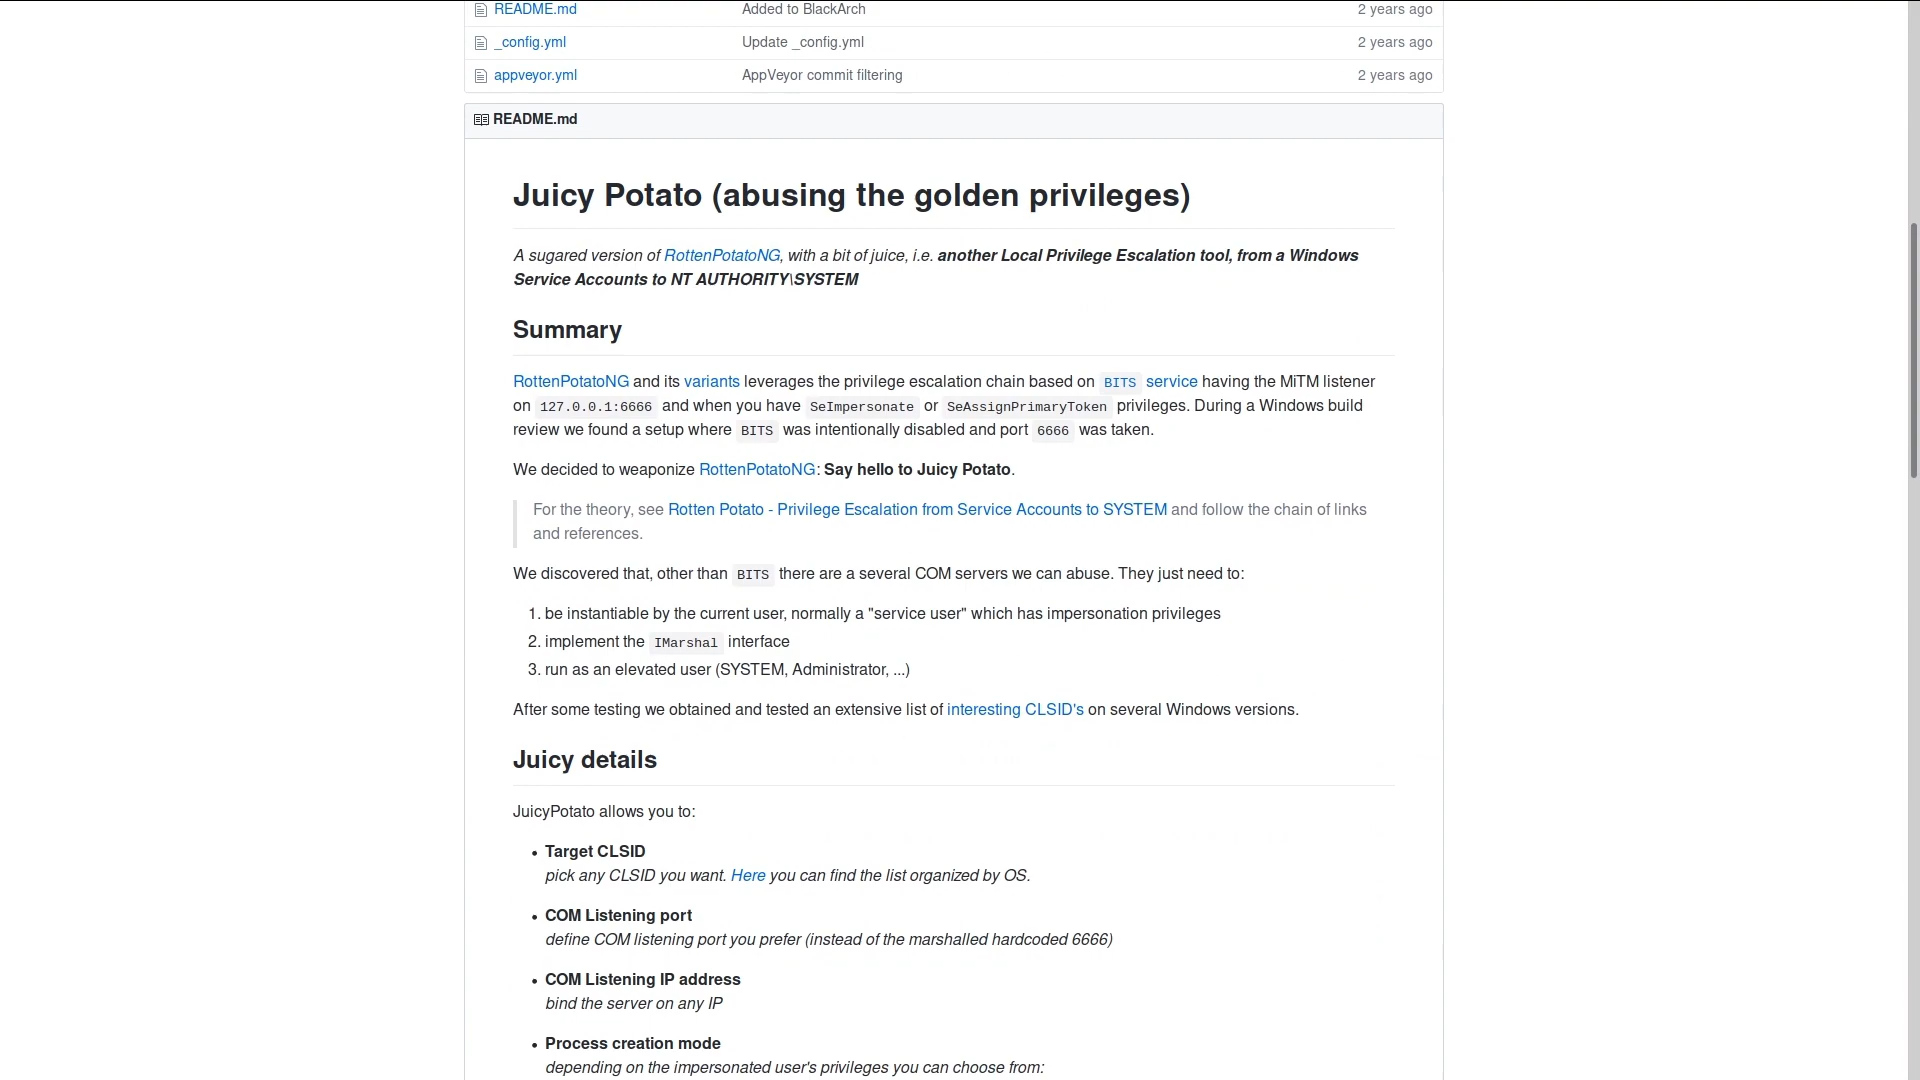 README.md Added to BlackArch 2 years ago
_config.yml Update _config.yml 2 years ago
appveyor.yml AppVeyor commit filtering 2 years ago
README.md
Juicy Potato (abusing the golden privileges)
A sugared version of RottenPotatoNG, with a bit of juice, i.e. another Local Privilege Escalation tool, from a Windows
Service Accounts to NT AUTHORITY\SYSTEM
Summary
RottenPotatoNG and its variants leverages the privilege escalation chain based on BITS service having the MiTM listener
on 127.0.0.1:6666 and when you have SeImpersonate or SeAssignPrimaryToken privileges. During a Windows build
review we found a setup where BITS was intentionally disabled and port 6666 was taken.
We decided to weaponize RottenPotatoNG: Say hello to Juicy Potato.
For the theory, see Rotten Potato - Privilege Escalation from Service Accounts to SYSTEM and follow the chain of links
and references.
We discovered that, other than BITS there are a several COM servers we can abuse. They just need to:
1. be instantiable by the current user, normally a "service user" which has impersonation privileges
2. implement the IMarshal interface
3. run as an elevated user (SYSTEM, Administrator, ...)
After some testing we obtained and tested an extensive list of interesting CLSID's on several Windows versions.
Juicy details
JuicyPotato allows you to:
• Target CLSID
pick any CLSID you want. Here you can find the list organized by OS.
• COM Listening port
define COM listening port you prefer (instead of the marshalled hardcoded 6666)
• COM Listening IP address
bind the server on any IP
• Process creation mode
depending on the impersonated user's privileges you can choose from: